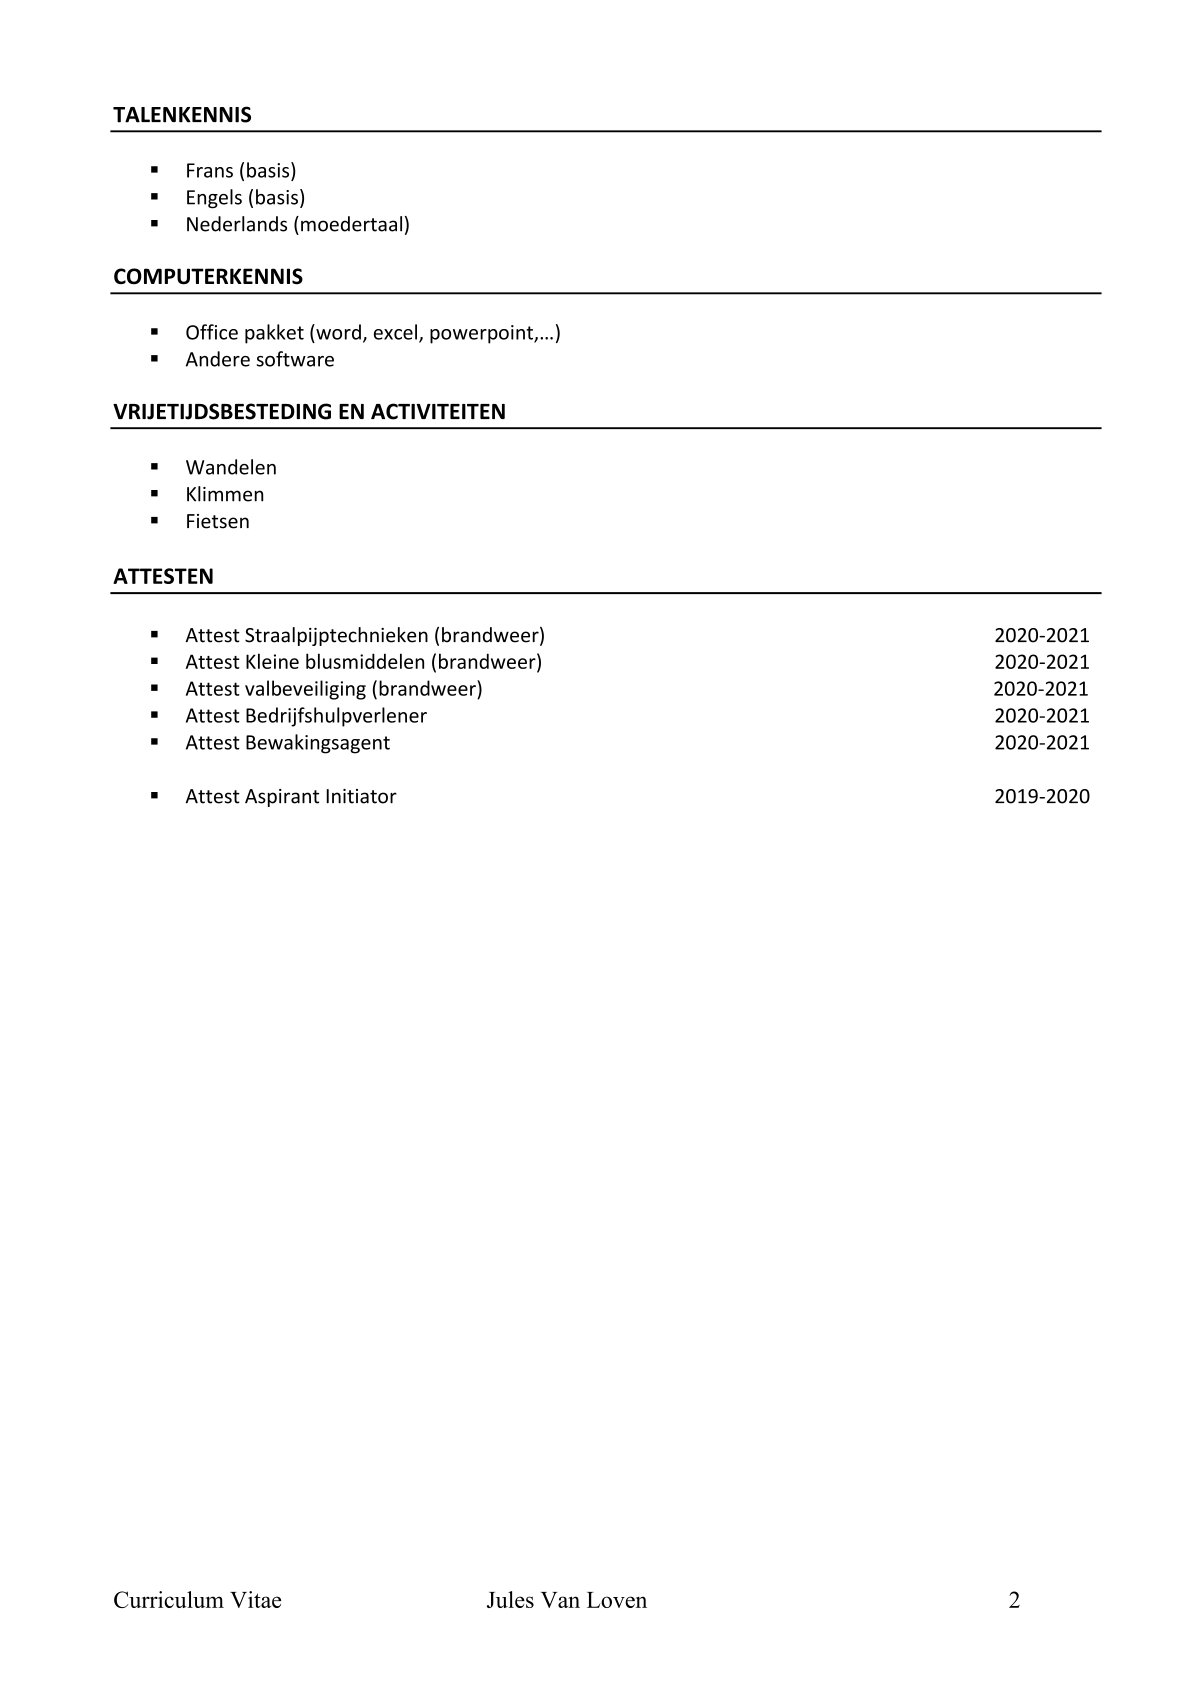 TALENKENNIS
▪ Frans (basis)
▪ Engels (basis)
▪ Nederlands (moedertaal)
COMPUTERKENNIS
▪ Office pakket (word, excel, powerpoint,…)
▪ Andere software
VRIJETIJDSBESTEDING EN ACTIVITEITEN
▪ Wandelen
▪ Klimmen
▪ Fietsen
ATTESTEN
▪ Attest Straalpijptechnieken (brandweer) 2020-2021
▪ Attest Kleine blusmiddelen (brandweer) 2020-2021
▪ Attest valbeveiliging (brandweer) 2020-2021
▪ Attest Bedrijfshulpverlener 2020-2021
▪ Attest Bewakingsagent 2020-2021
▪ Attest Aspirant Initiator 2019-2020
Curriculum Vitae Jules Van Loven 2